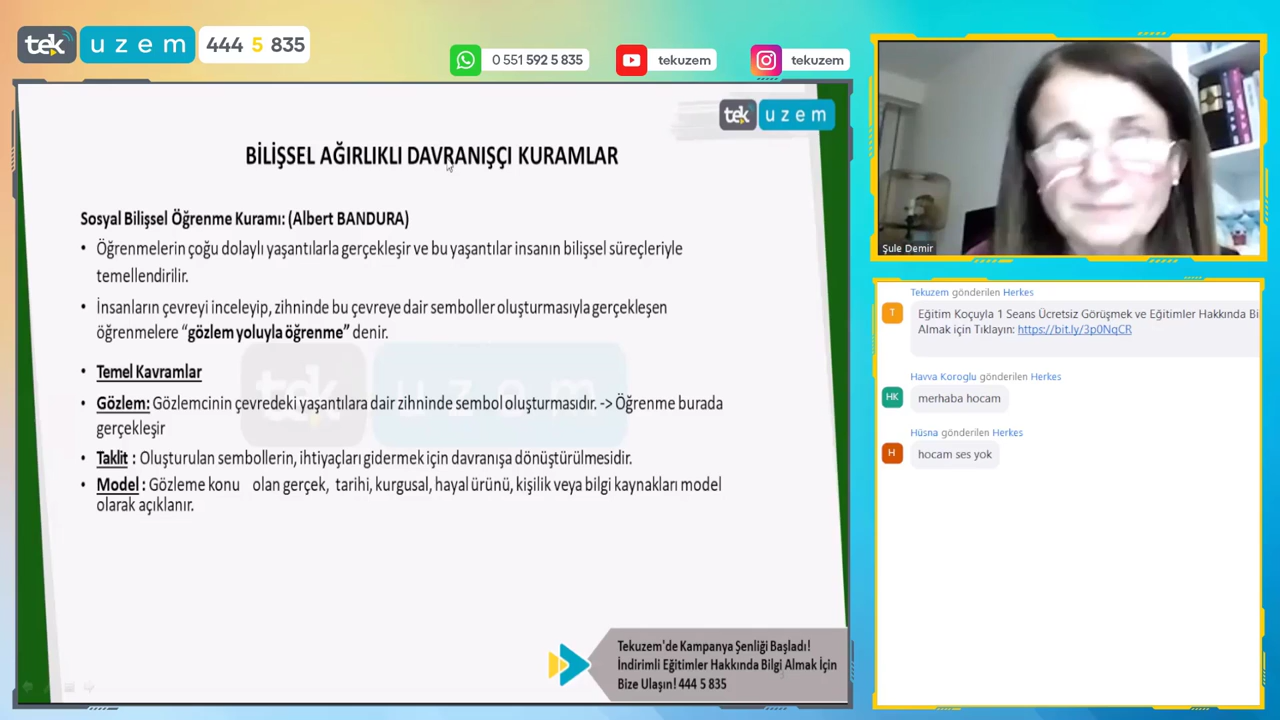 tek uzem 444 5 835
0 551 592 5 835
tekuzem
tekuzem
tek uzem
BİLİŞSEL AĞIRLIKLI DAVRANIŞÇI KURAMLAR
Sosyal Bilişsel Öğrenme Kuramı: (Albert BANDURA)
• Öğrenmelerin çoğu dolaylı yaşantılarla gerçekleşir ve bu yaşantılar insanın bilişsel süreçleriyle
temellendirilir.
• İnsanların çevreyi inceleyip, zihninde bu çevreye dair semboller oluşturmasıyla gerçekleşen
öğrenmelere “gözlem yoluyla öğrenme” denir.
• Temel Kavramlar
• Gözlem: Gözlemcinin çevredeki yaşantılara dair zihninde sembol oluşturmasıdır. -> Öğrenme burada
gerçekleşir
• Taklit : Oluşturulan sembollerin, ihtiyaçları gidermek için davranışa dönüştürülmesidir.
• Model : Gözleme konu olan gerçek, tarihi, kurgusal, hayal ürünü, kişilik veya bilgi kaynakları model
olarak açıklanır.
tek uzem
Tekuzem'de Kampanya Şenliği Başladı!
İndirimli Eğitimler Hakkında Bilgi Almak İçin
Bize Ulaşın! 444 5 835
Şule Demir
Tekuzem gönderilen Herkes
T
Eğitim Koçuyla 1 Seans Ücretsiz Görüşmek ve Eğitimler Hakkında Bi
Almak için Tıklayın: https://bit.ly/3p0NqCR
Havva Koroglu gönderilen Herkes
HK
merhaba hocam
Hüsna gönderilen Herkes
H
hocam ses yok